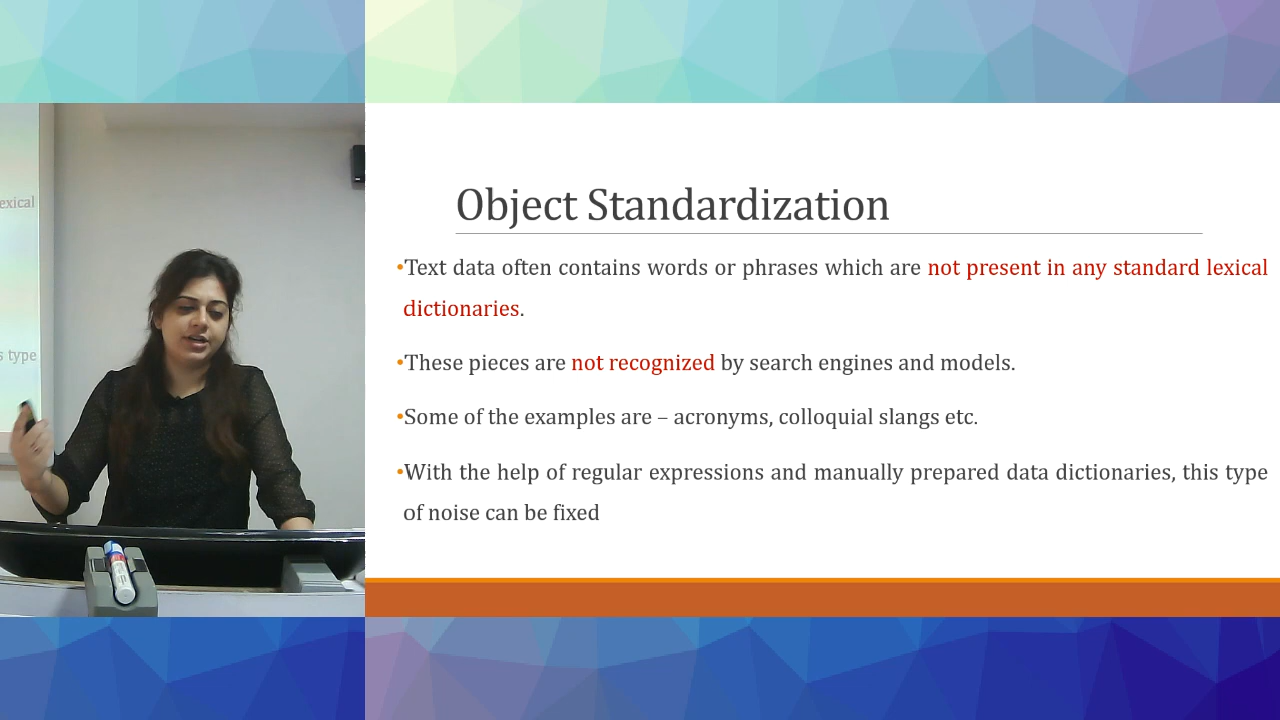 exical
s type
Object Standardization
•Text data often contains words or phrases which are not present in any standard lexical
dictionaries.
•These pieces are not recognized by search engines and models.
•Some of the examples are – acronyms, colloquial slangs etc.
•With the help of regular expressions and manually prepared data dictionaries, this type
of noise can be fixed